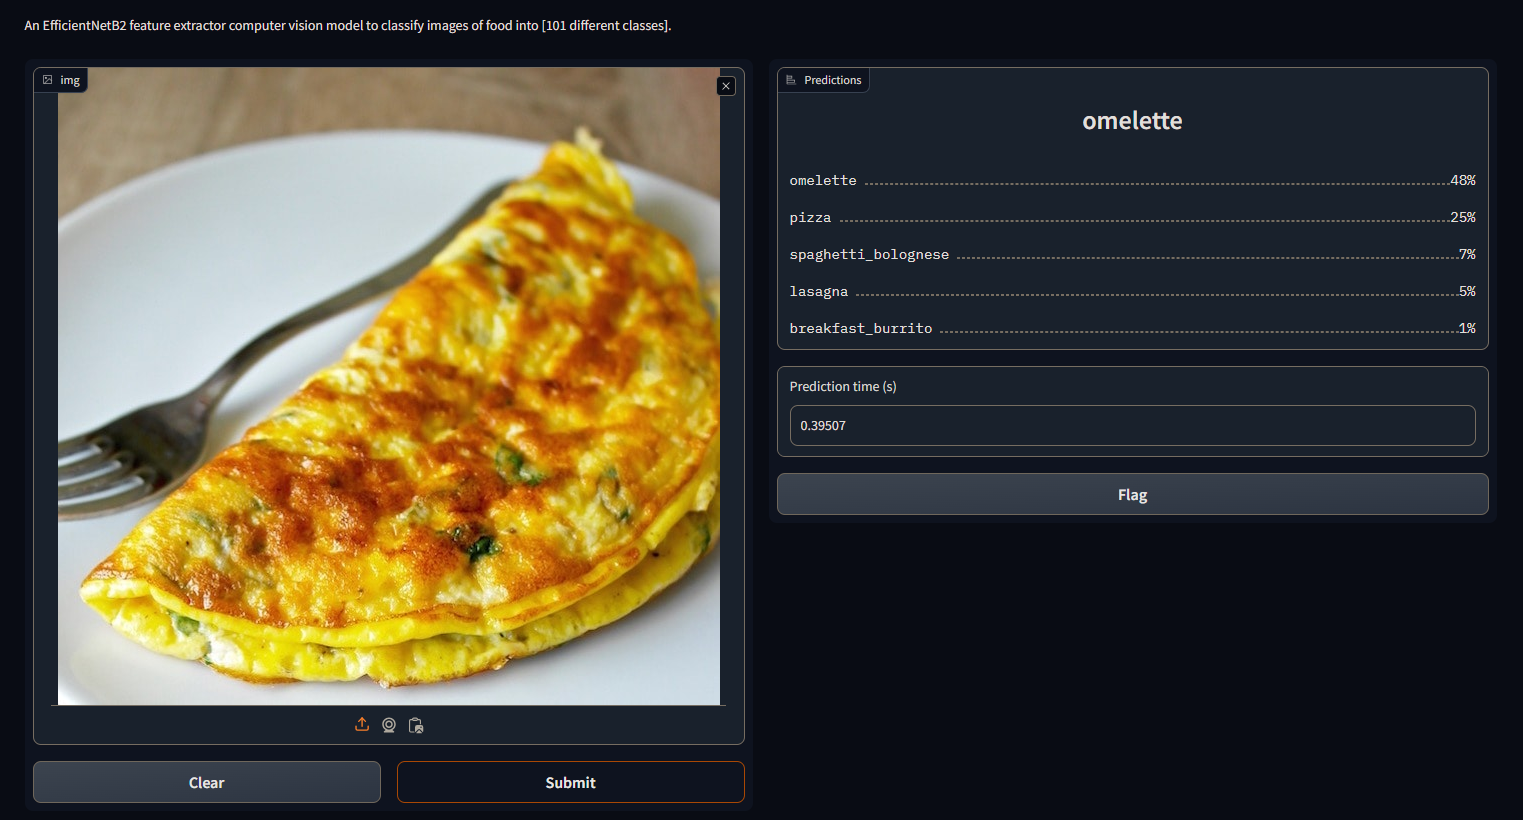 An EfficientNetB2 feature extractor computer vision model to classify images of food into [101 different classes].
img
Predictions
omelette
omelette 48%
pizza 25%
spaghetti_bolognese 7%
lasagna 5%
breakfast_burrito 1%
Prediction time (s)
0.39507
Flag
Clear
Submit